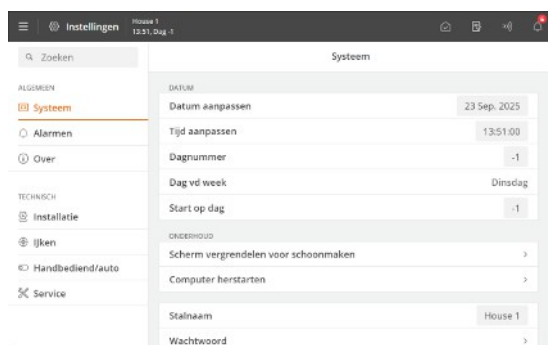 Instellingen
House 1
13:51, Dag -1
6
Zoeken
Systeem
ALGEMEEN
Systeem
Alarmen
Over
TECHNISCH
Installatie
IJken
Handbediend/auto
Service
DATUM
Datum aanpassen 23 Sep. 2025
Tijd aanpassen 13:51:00
Dagnummer -1
Dag vd week Dinsdag
Start op dag -1
ONDERHOUD
Scherm vergrendelen voor schoonmaken
Computer herstarten
Stalnaam House 1
Wachtwoord